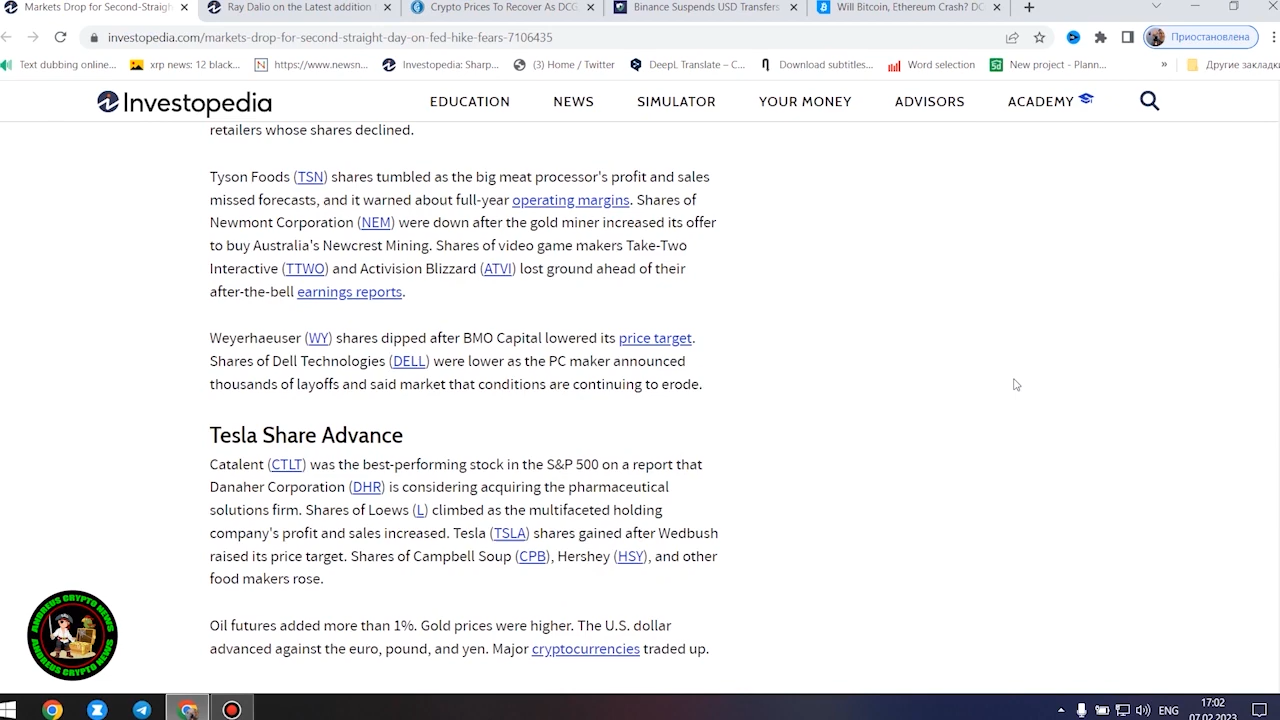 Markets Drop for Second-Straigh
Ray Dalio on the Latest addition
Crypto Prices To Recover As DCG
Binance Suspends USD Transfers
Will Bitcoin, Ethereum Crash? DC
investopedia.com/markets-drop-for-second-straight-day-on-fed-hike-fears-7106435
Приостановлена
Text dubbing online...
xrp news: 12 black...
https://www.newsn...
Investopedia: Sharp...
(3) Home / Twitter
DeepL Translate – C...
Download subtitles...
Word selection
New project - Plann...
»
Другие закладки
Investopedia
EDUCATION
NEWS
SIMULATOR
YOUR MONEY
ADVISORS
ACADEMY
retailers whose shares declined.
Tyson Foods (TSN) shares tumbled as the big meat processor's profit and sales
missed forecasts, and it warned about full-year operating margins. Shares of
Newmont Corporation (NEM) were down after the gold miner increased its offer
to buy Australia's Newcrest Mining. Shares of video game makers Take-Two
Interactive (TTWO) and Activision Blizzard (ATVI) lost ground ahead of their
after-the-bell earnings reports.
Weyerhaeuser (WY) shares dipped after BMO Capital lowered its price target.
Shares of Dell Technologies (DELL) were lower as the PC maker announced
thousands of layoffs and said market that conditions are continuing to erode.
Tesla Share Advance
Catalent (CTLT) was the best-performing stock in the S&P 500 on a report that
Danaher Corporation (DHR) is considering acquiring the pharmaceutical
solutions firm. Shares of Loews (L) climbed as the multifaceted holding
company's profit and sales increased. Tesla (TSLA) shares gained after Wedbush
raised its price target. Shares of Campbell Soup (CPB), Hershey (HSY), and other
food makers rose.
Oil futures added more than 1%. Gold prices were higher. The U.S. dollar
advanced against the euro, pound, and yen. Major cryptocurrencies traded up.
ANDREUS CRYPTO NEWS
ANDREUS CRYPTO NEWS
ENG
17:02
07.02.2023